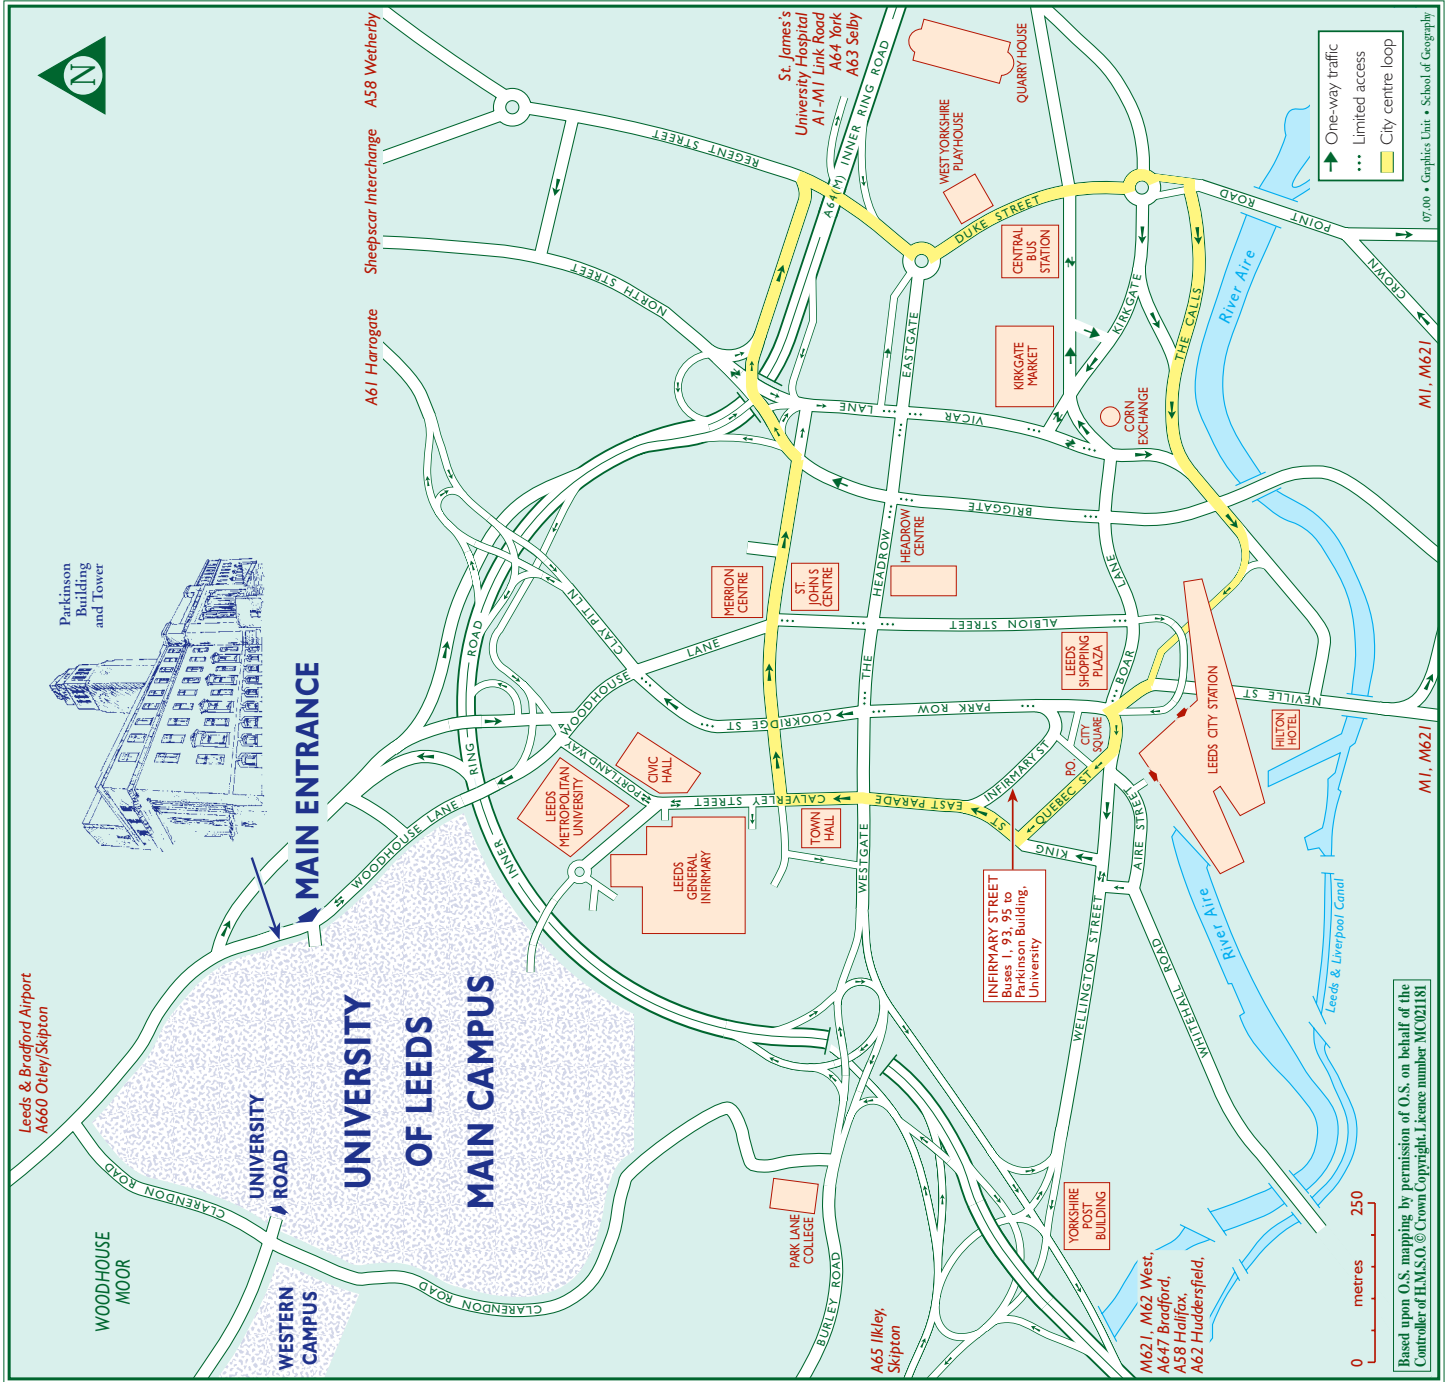 N
A58 Wetherby
Sheepscar Interchange
A61 Harrogate
St. James's
University Hospital
A1-M1 Link Road
A64 York
A63 Selby
QUARRY HOUSE
One-way traffic
Limited access
City centre loop
07.00 • Graphics Unit • School of Geography
REGENT STREET
A64(M) INNER RING ROAD
WEST YORKSHIRE
PLAYHOUSE
DUKE STREET
CENTRAL
BUS
STATION
NORTH STREET
EASTGATE
KIRKGATE
KIRKGATE
MARKET
THE CALLS
River Aire
CROWN
POINT
ROAD
M1, M621
CORN
EXCHANGE
VICAR
LANE
BRIGGATE
THE
HEADROW
HEADROW
CENTRE
MERRION
CENTRE
ST.
JOHN S
CENTRE
ALBION STREET
BOAR
LANE
LEEDS
SHOPPING
PLAZA
LEEDS CITY STATION
HILTON
HOTEL
NEVILLE ST
M1, M621
Parkinson
Building
and Tower
MAIN ENTRANCE
CLAY PIT LN
WOODHOUSE
LANE
INNER
RING
ROAD
WOODHOUSE LANE
PORTLAND WAY
LEEDS
METROPOLITAN
UNIVERSITY
CIVIC
HALL
COOKRIDGE ST
PARK ROW
CITY
SQUARE
P.O.
INFIRMARY ST
QUEBEC ST
KING
ST
EAST PARADE
CALVERLEY STREET
TOWN
HALL
WESTGATE
LEEDS
GENERAL
INFIRMARY
AIRE STREET
INFIRMARY STREET
Buses 1, 93, 95 to
Parkinson Building,
University
WELLINGTON STREET
WHITEHALL ROAD
River Aire
Leeds & Liverpool Canal
Leeds & Bradford Airport
A660 Otley/Skipton
UNIVERSITY
OF LEEDS
MAIN CAMPUS
UNIVERSITY
ROAD
CLARENDON ROAD
CLARENDON ROAD
WOODHOUSE
MOOR
WESTERN
CAMPUS
PARK LANE
COLLEGE
BURLEY ROAD
A65 Ilkley,
Skipton
YORKSHIRE
POST
BUILDING
M621, M62 West,
A647 Bradford,
A58 Halifax,
A62 Huddersfield,
0 metres 250
Based upon O.S. mapping by permission of O.S. on behalf of the
Controller of H.M.S.O. © Crown Copyright. Licence number MC021181